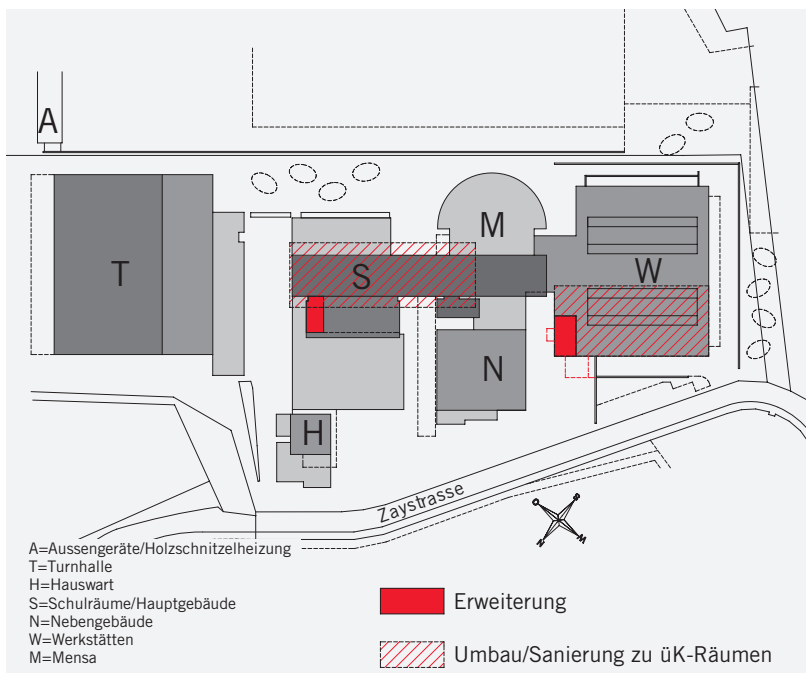 A
M
S
T
W
N
H
Zaystrasse
O
S
N
W
A=Aussengeräte/Holzschnitzelheizung
T=Turnhalle
H=Hauswart
S=Schulräume/Hauptgebäude
N=Nebengebäude
W=Werkstätten
M=Mensa
Erweiterung
Umbau/Sanierung zu üK-Räumen